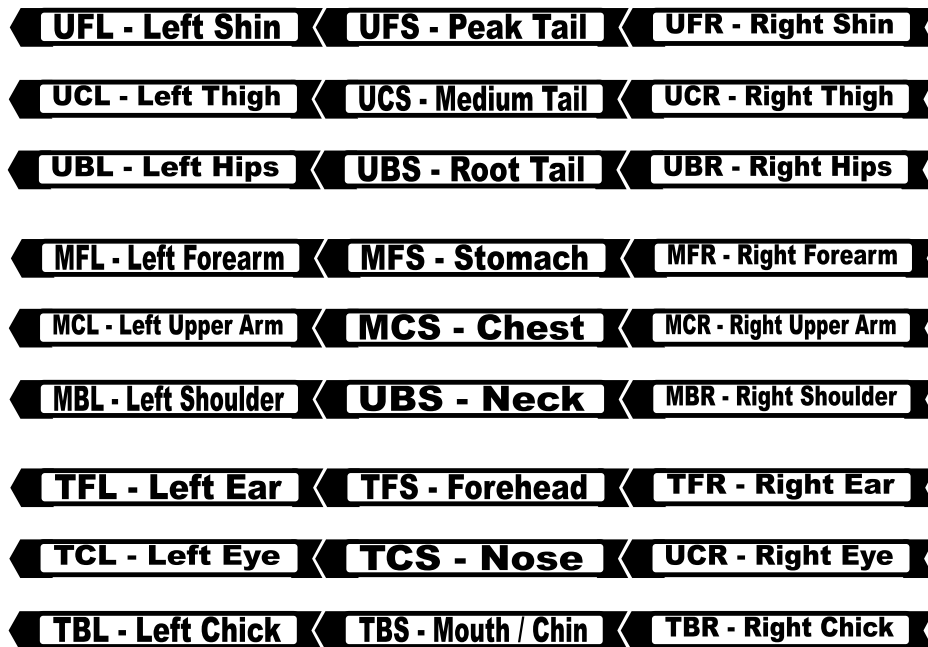 UFL - Left Shin
UFS - Peak Tail
UFR - Right Shin
UCL - Left Thigh
UCS - Medium Tail
UCR - Right Thigh
UBL - Left Hips
UBS - Root Tail
UBR - Right Hips
MFL - Left Forearm
MFS - Stomach
MFR - Right Forearm
MCL - Left Upper Arm
MCS - Chest
MCR - Right Upper Arm
MBL - Left Shoulder
UBS - Neck
MBR - Right Shoulder
TFL - Left Ear
TFS - Forehead
TFR - Right Ear
TCL - Left Eye
TCS - Nose
UCR - Right Eye
TBL - Left Chick
TBS - Mouth / Chin
TBR - Right Chick